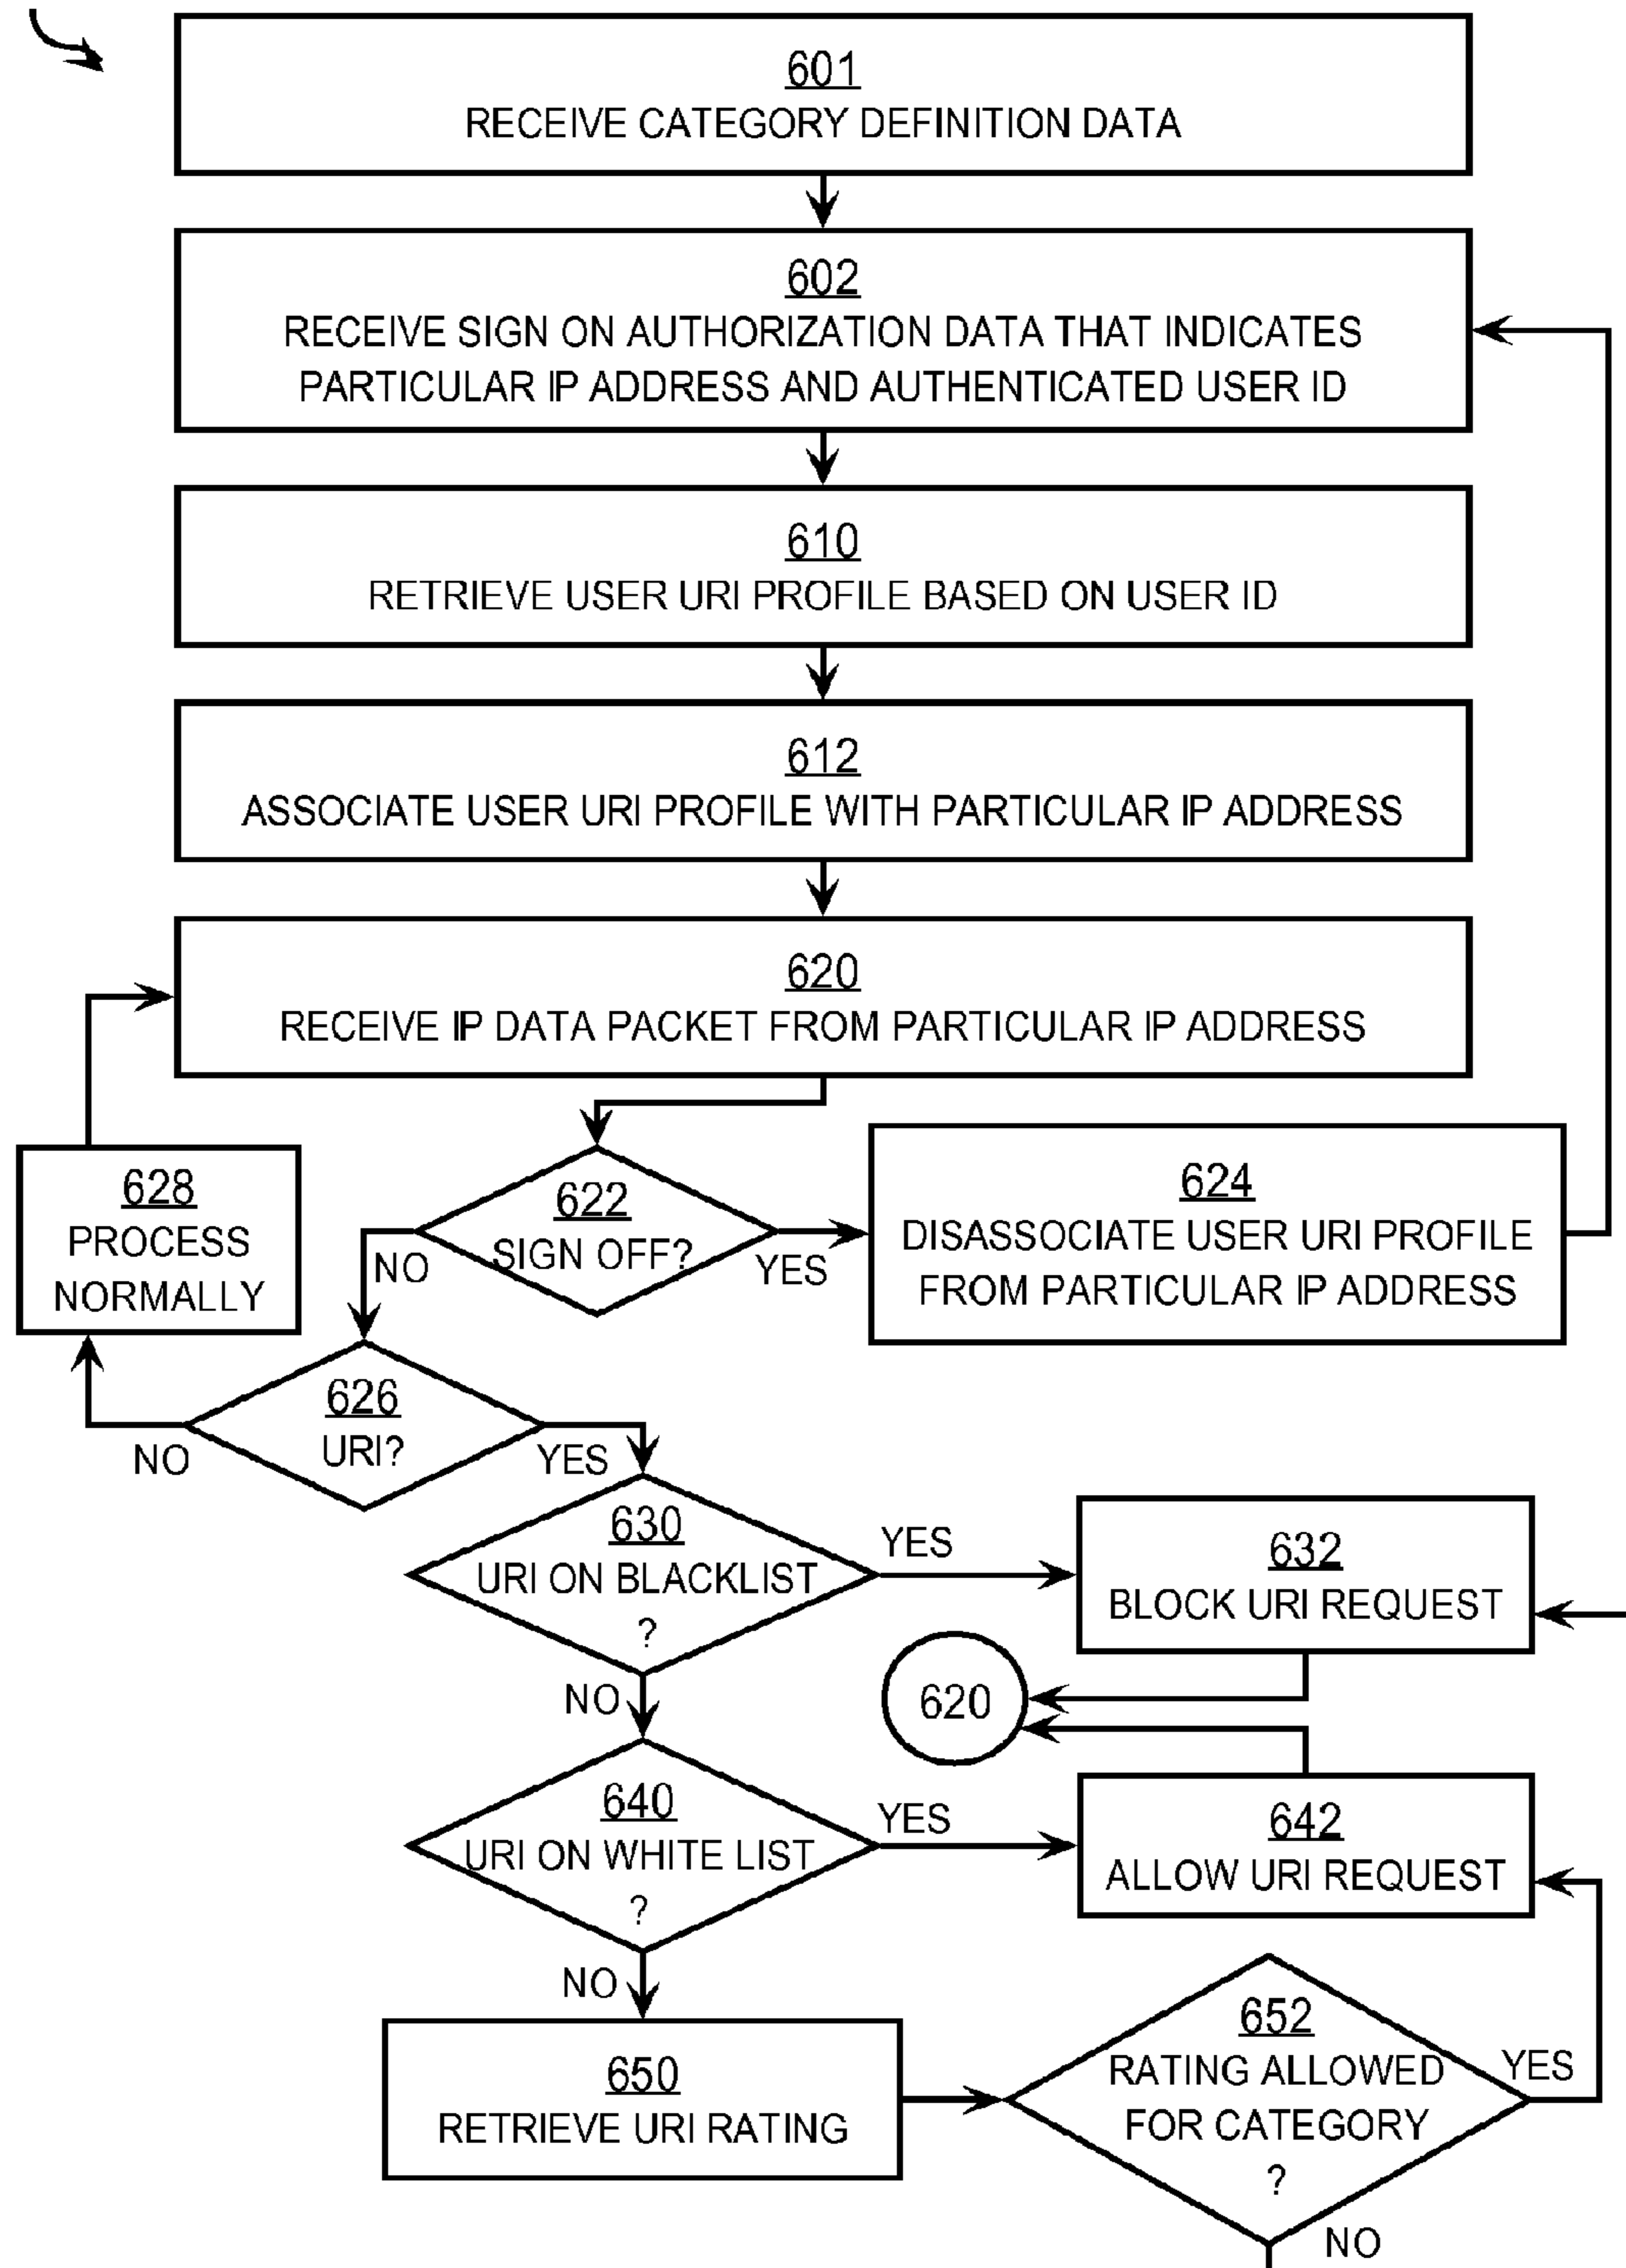 601
RECEIVE CATEGORY DEFINITION DATA
602
RECEIVE SIGN ON AUTHORIZATION DATA THAT INDICATES
PARTICULAR IP ADDRESS AND AUTHENTICATED USER ID
610
RETRIEVE USER URI PROFILE BASED ON USER ID
612
ASSOCIATE USER URI PROFILE WITH PARTICULAR IP ADDRESS
620
RECEIVE IP DATA PACKET FROM PARTICULAR IP ADDRESS
628
PROCESS
NORMALLY
622
SIGN OFF?
NO
YES
624
DISASSOCIATE USER URI PROFILE
FROM PARTICULAR IP ADDRESS
626
URI?
NO
YES
630
URI ON BLACKLIST
?
YES
NO
632
BLOCK URI REQUEST
620
640
URI ON WHITE LIST
?
YES
NO
642
ALLOW URI REQUEST
650
RETRIEVE URI RATING
652
RATING ALLOWED
FOR CATEGORY
?
YES
NO